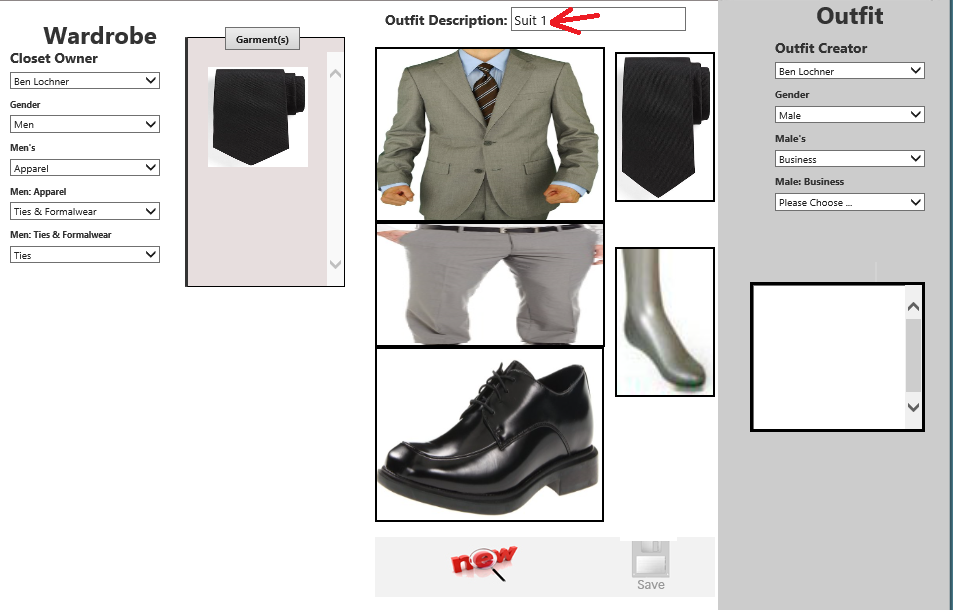 Wardrobe
Closet Owner
Ben Lochner
Gender
Men
Men's
Apparel
Men: Apparel
Ties & Formalwear
Men: Ties & Formalwear
Ties
Garment(s)
Outfit Description: Suit 1
new
Save
Outfit
Outfit Creator
Ben Lochner
Gender
Male
Male's
Business
Male: Business
Please Choose ...